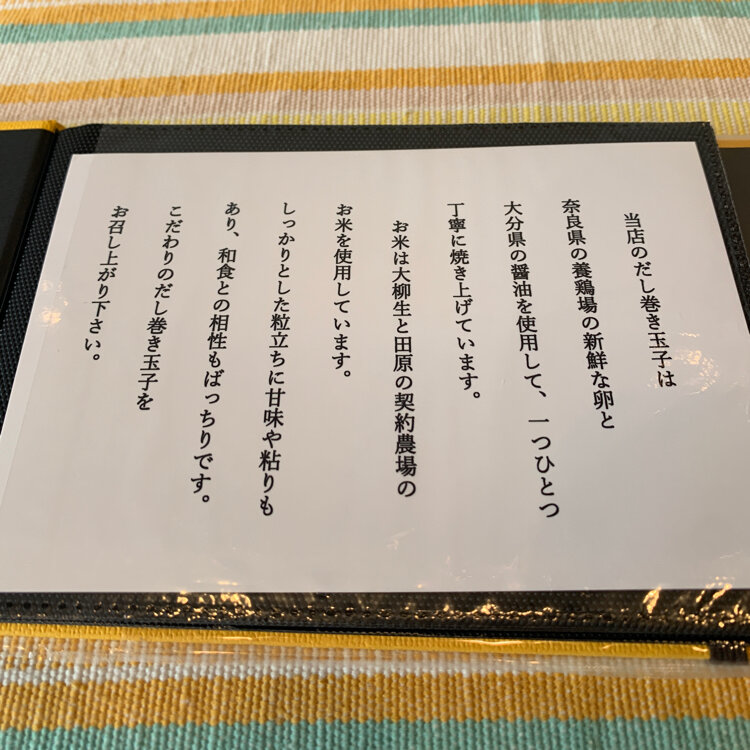 当店のだし巻き玉子は
奈良県の養鶏場の新鮮な卵と
大分県の醤油を使用して、一つひとつ
丁寧に焼き上げています。
お米は大柳生と田原の契約農場の
お米を使用しています。
しっかりとした粒立ちに甘味や粘りも
あり、和食との相性もばっちりです。
こだわりのだし巻き玉子を
お召し上がり下さい。